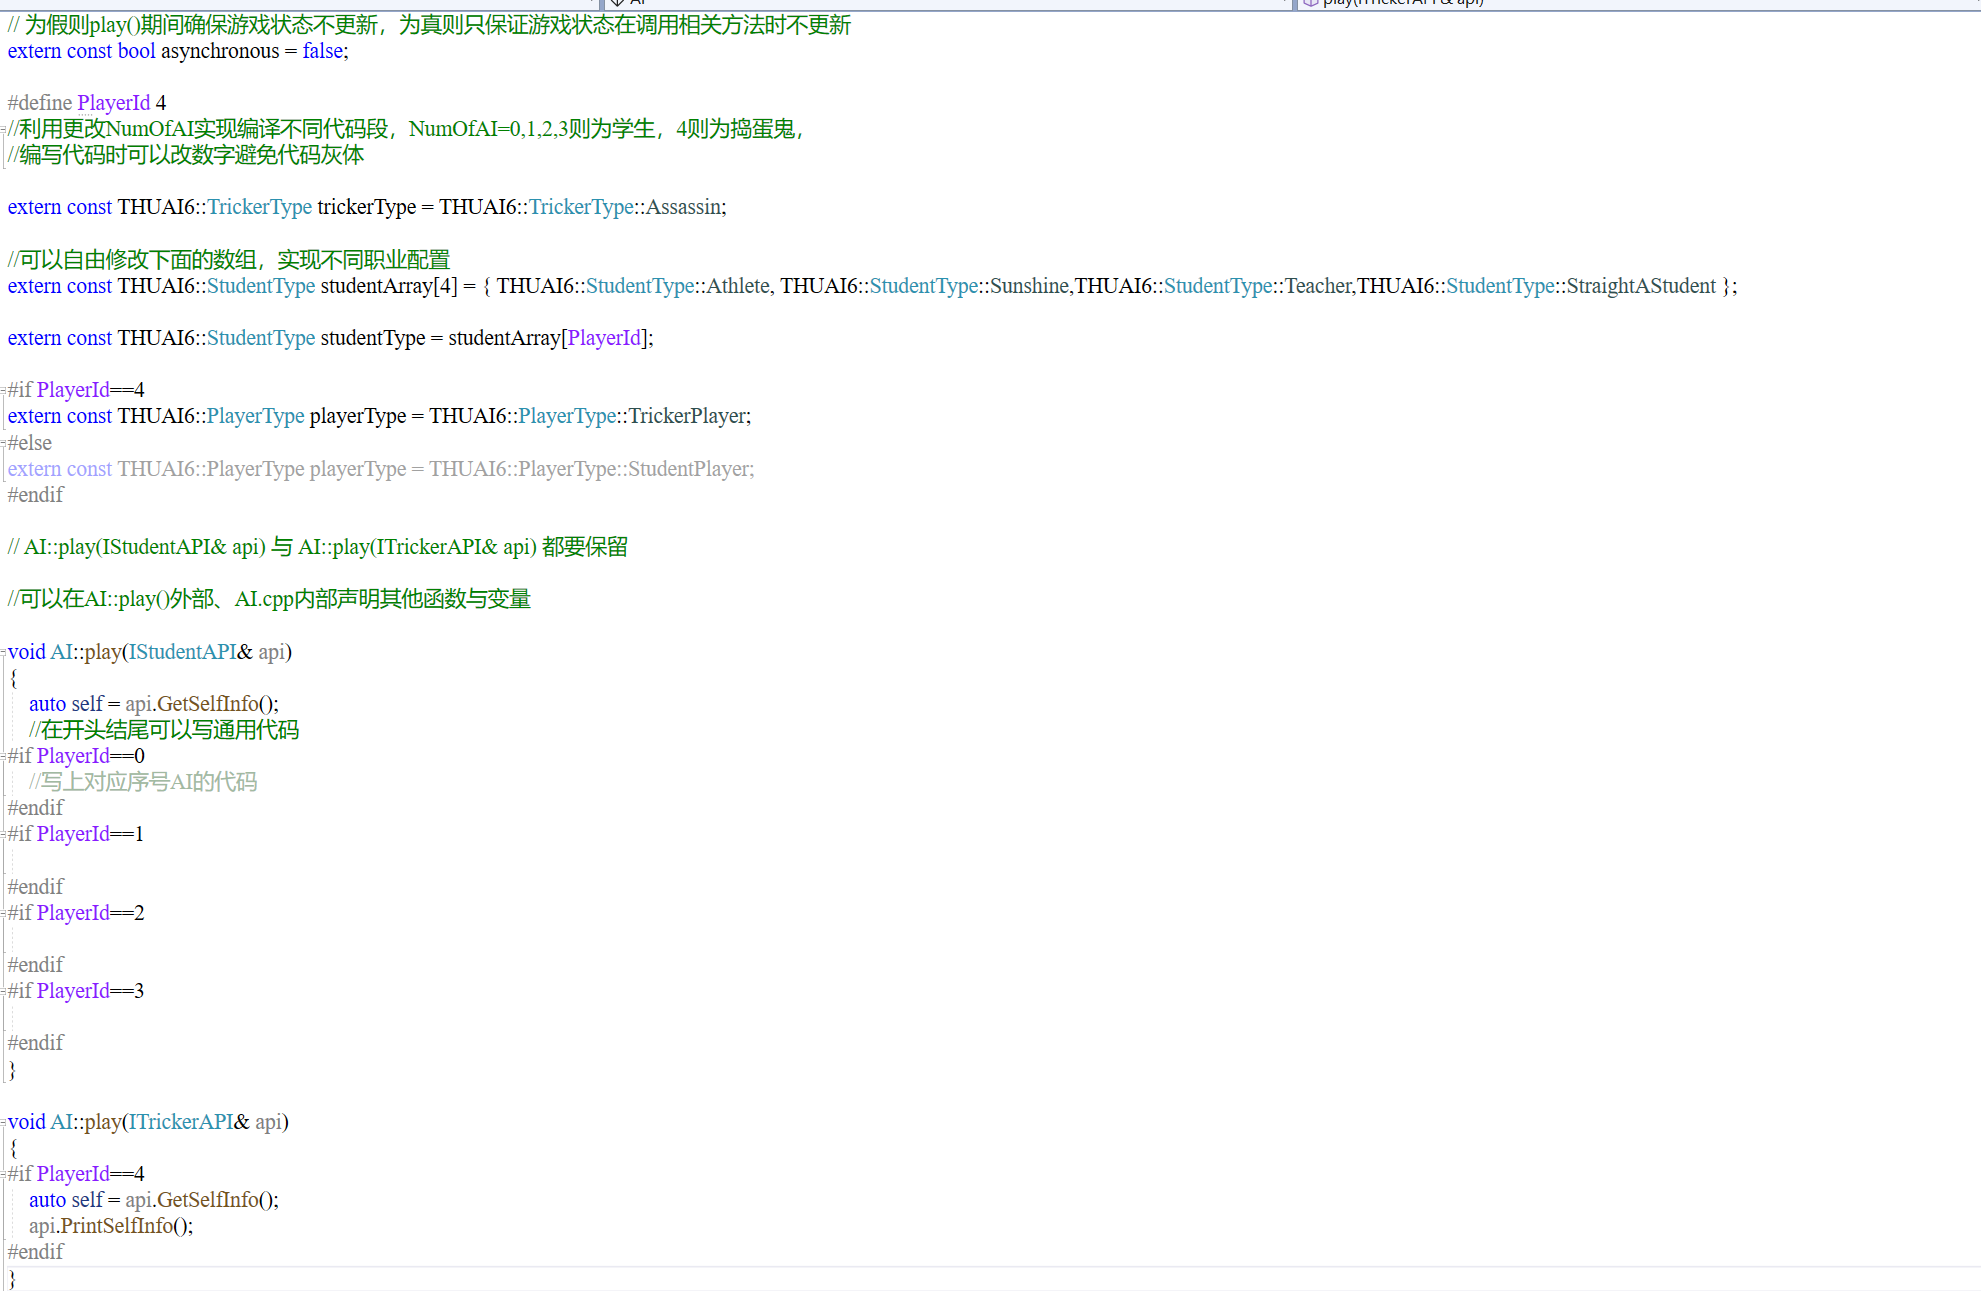 // 为假则play()期间确保游戏状态不更新，为真则只保证游戏状态在调用相关方法时不更新
extern const bool asynchronous = false;
#define PlayerId 4
//利用更改NumOfAI实现编译不同代码段，NumOfAI=0,1,2,3则为学生，4则为捣蛋鬼，
//编写代码时可以改数字避免代码灰体
extern const THUAI6::TrickerType trickerType = THUAI6::TrickerType::Assassin;
//可以自由修改下面的数组，实现不同职业配置
extern const THUAI6::StudentType studentArray[4] = { THUAI6::StudentType::Athlete, THUAI6::StudentType::Sunshine,THUAI6::StudentType::Teacher,THUAI6::StudentType::StraightAStudent };
extern const THUAI6::StudentType studentType = studentArray[PlayerId];
#if PlayerId==4
extern const THUAI6::PlayerType playerType = THUAI6::PlayerType::TrickerPlayer;
#else
extern const THUAI6::PlayerType playerType = THUAI6::PlayerType::StudentPlayer;
#endif
// AI::play(IStudentAPI& api) 与 AI::play(ITrickerAPI& api) 都要保留
//可以在AI::play()外部、AI.cpp内部声明其他函数与变量
void AI::play(IStudentAPI& api)
{
auto self = api.GetSelfInfo();
//在开头结尾可以写通用代码
#if PlayerId==0
//写上对应序号AI的代码
#endif
#if PlayerId==1
#endif
#if PlayerId==2
#endif
#if PlayerId==3
#endif
}
void AI::play(ITrickerAPI& api)
{
#if PlayerId==4
auto self = api.GetSelfInfo();
api.PrintSelfInfo();
#endif
}